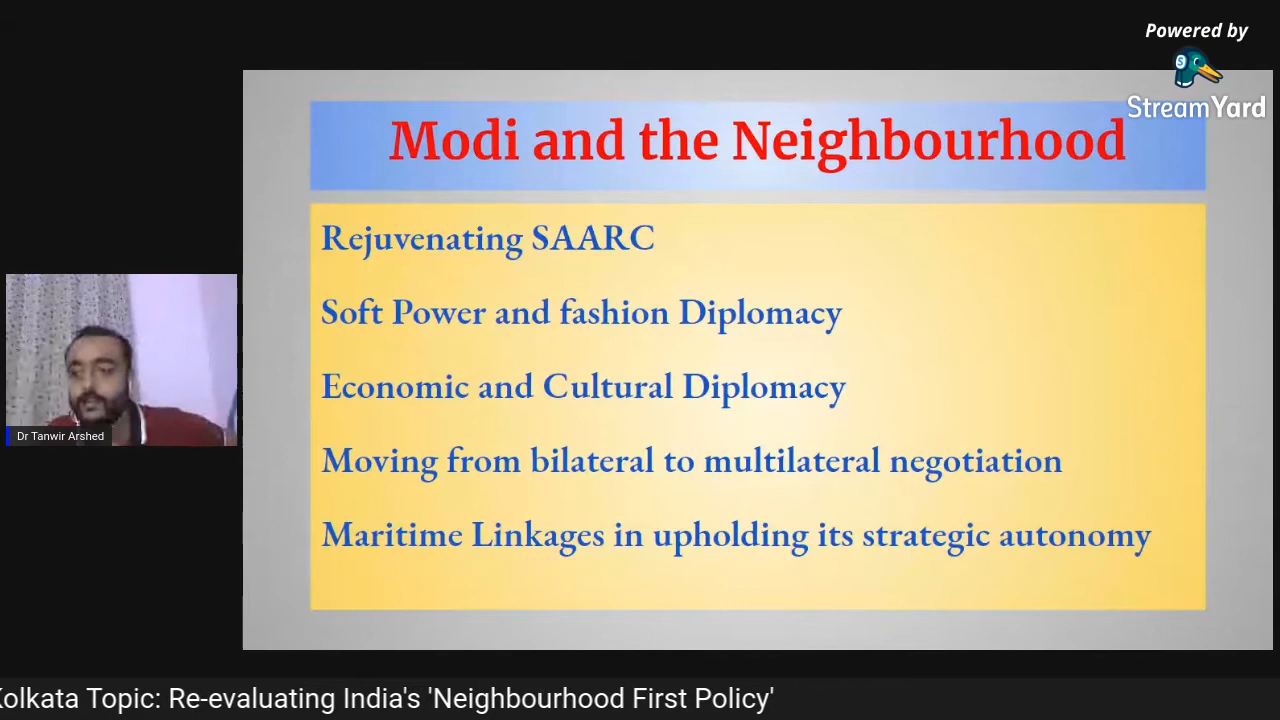 Powered by
StreamYard
Modi and the Neighbourhood
Rejuvenating SAARC
Soft Power and fashion Diplomacy
Economic and Cultural Diplomacy
Moving from bilateral to multilateral negotiation
Maritime Linkages in upholding its strategic autonomy
Dr Tanwir Arshed
Kolkata Topic: Re-evaluating India's 'Neighbourhood First Policy'